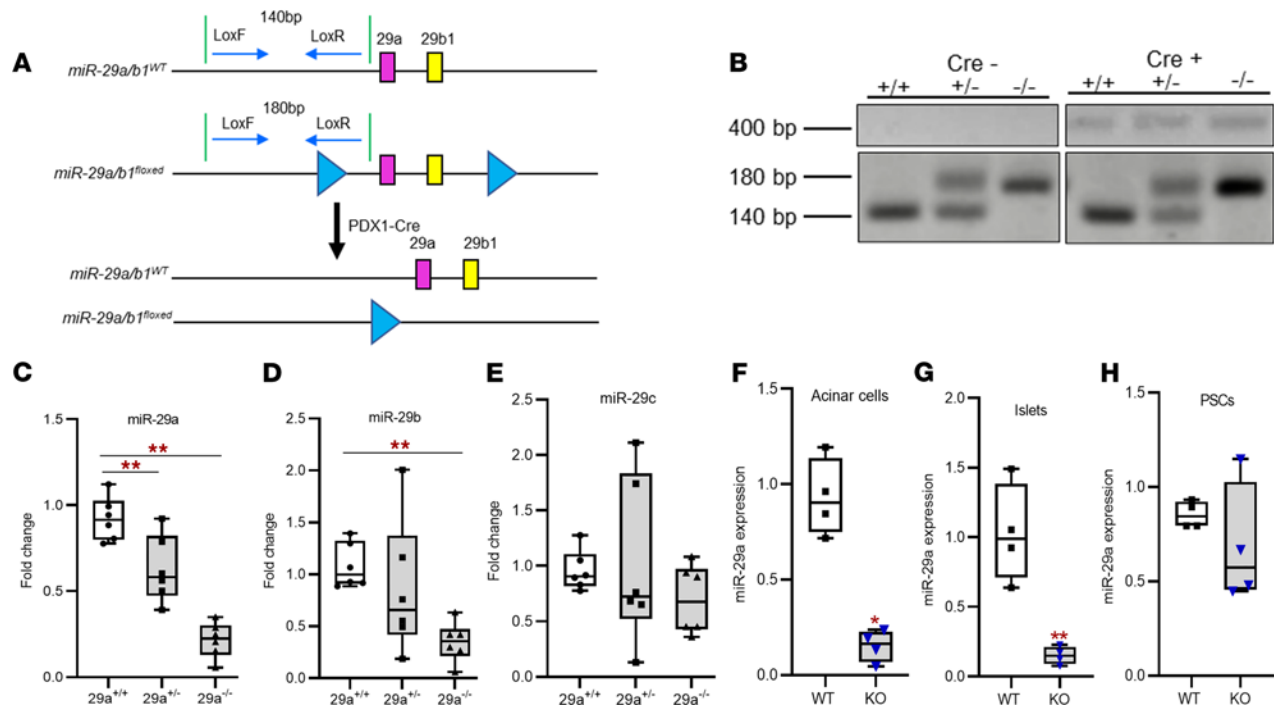 A
140bp
LoxF LoxR 29a 29b1
miR-29a/b1WT
180bp
LoxF LoxR
miR-29a/b1floxed
PDX1-Cre
29a 29b1
miR-29a/b1WT
miR-29a/b1floxed
B
Cre - Cre +
+/+ +/- -/- +/+ +/- -/-
400 bp
180 bp
140 bp
C
miR-29a
Fold change
1.5
1.0
0.5
0.0
**
**
29a+/+ 29a+/- 29a-/-
D
miR-29b
Fold change
2.5
2.0
1.5
1.0
0.5
0.0
**
29a+/+ 29a+/- 29a-/-
E
miR-29c
Fold change
2.5
2.0
1.5
1.0
0.5
0.0
29a+/+ 29a+/- 29a-/-
F
Acinar cells
miR-29a expression
1.5
1.0
0.5
0.0
*
WT KO
G
Islets
miR-29a expression
2.0
1.5
1.0
0.5
0.0
**
WT KO
H
PSCs
miR-29a expression
1.5
1.0
0.5
0.0
WT KO